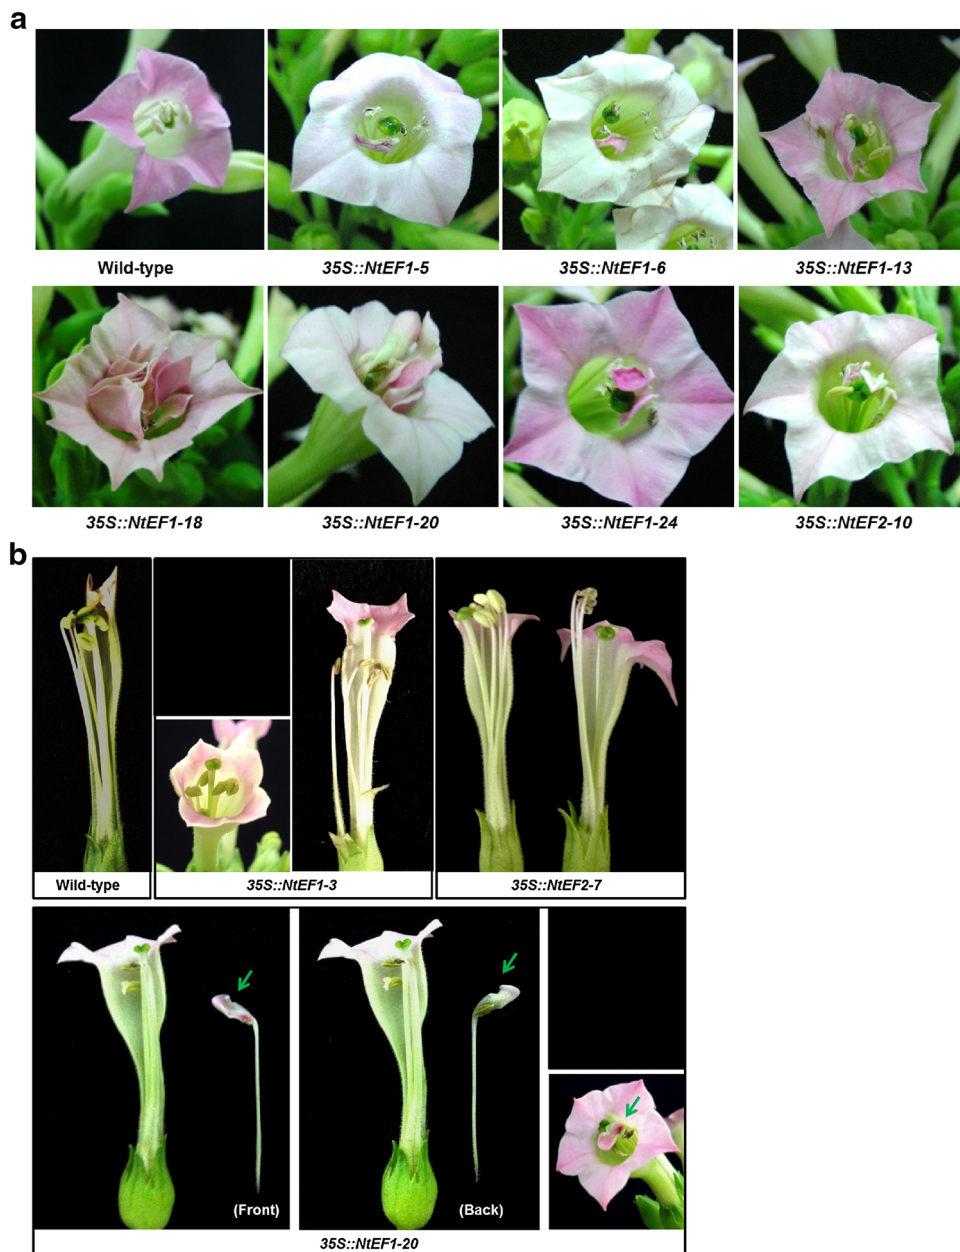 a
Wild-type 35S::NtEF1-5 35S::NtEF1-6 35S::NtEF1-13
35S::NtEF1-18 35S::NtEF1-20 35S::NtEF1-24 35S::NtEF2-10
b
Wild-type 35S::NtEF1-3 35S::NtEF2-7
(Front) (Back)
35S::NtEF1-20